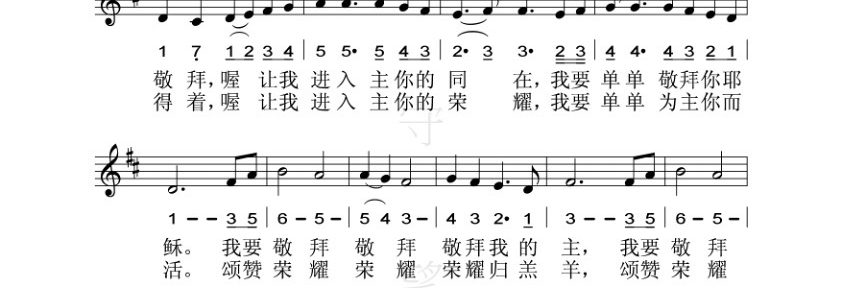 1 7 1 2 3 4 5 5 5 4 3 2 3 3 2 3 4 4 4 3 2 1
敬 拜，喔 让我 进入 主你的 同 在，我要 单单 敬拜你耶
得 着，喔 让我 进入 主你的 荣 耀，我要 单单 为主你而
守
1 - - 3 5 6 - 5 - 5 4 3 - 4 3 2· 1 3 - - 3 5 6 - 5 -
稣。 我要 敬 拜 敬 拜 敬拜我的 主， 我要 敬 拜
活。 颂赞 荣 耀 荣 耀 荣耀归羔 羊，颂赞 荣 耀